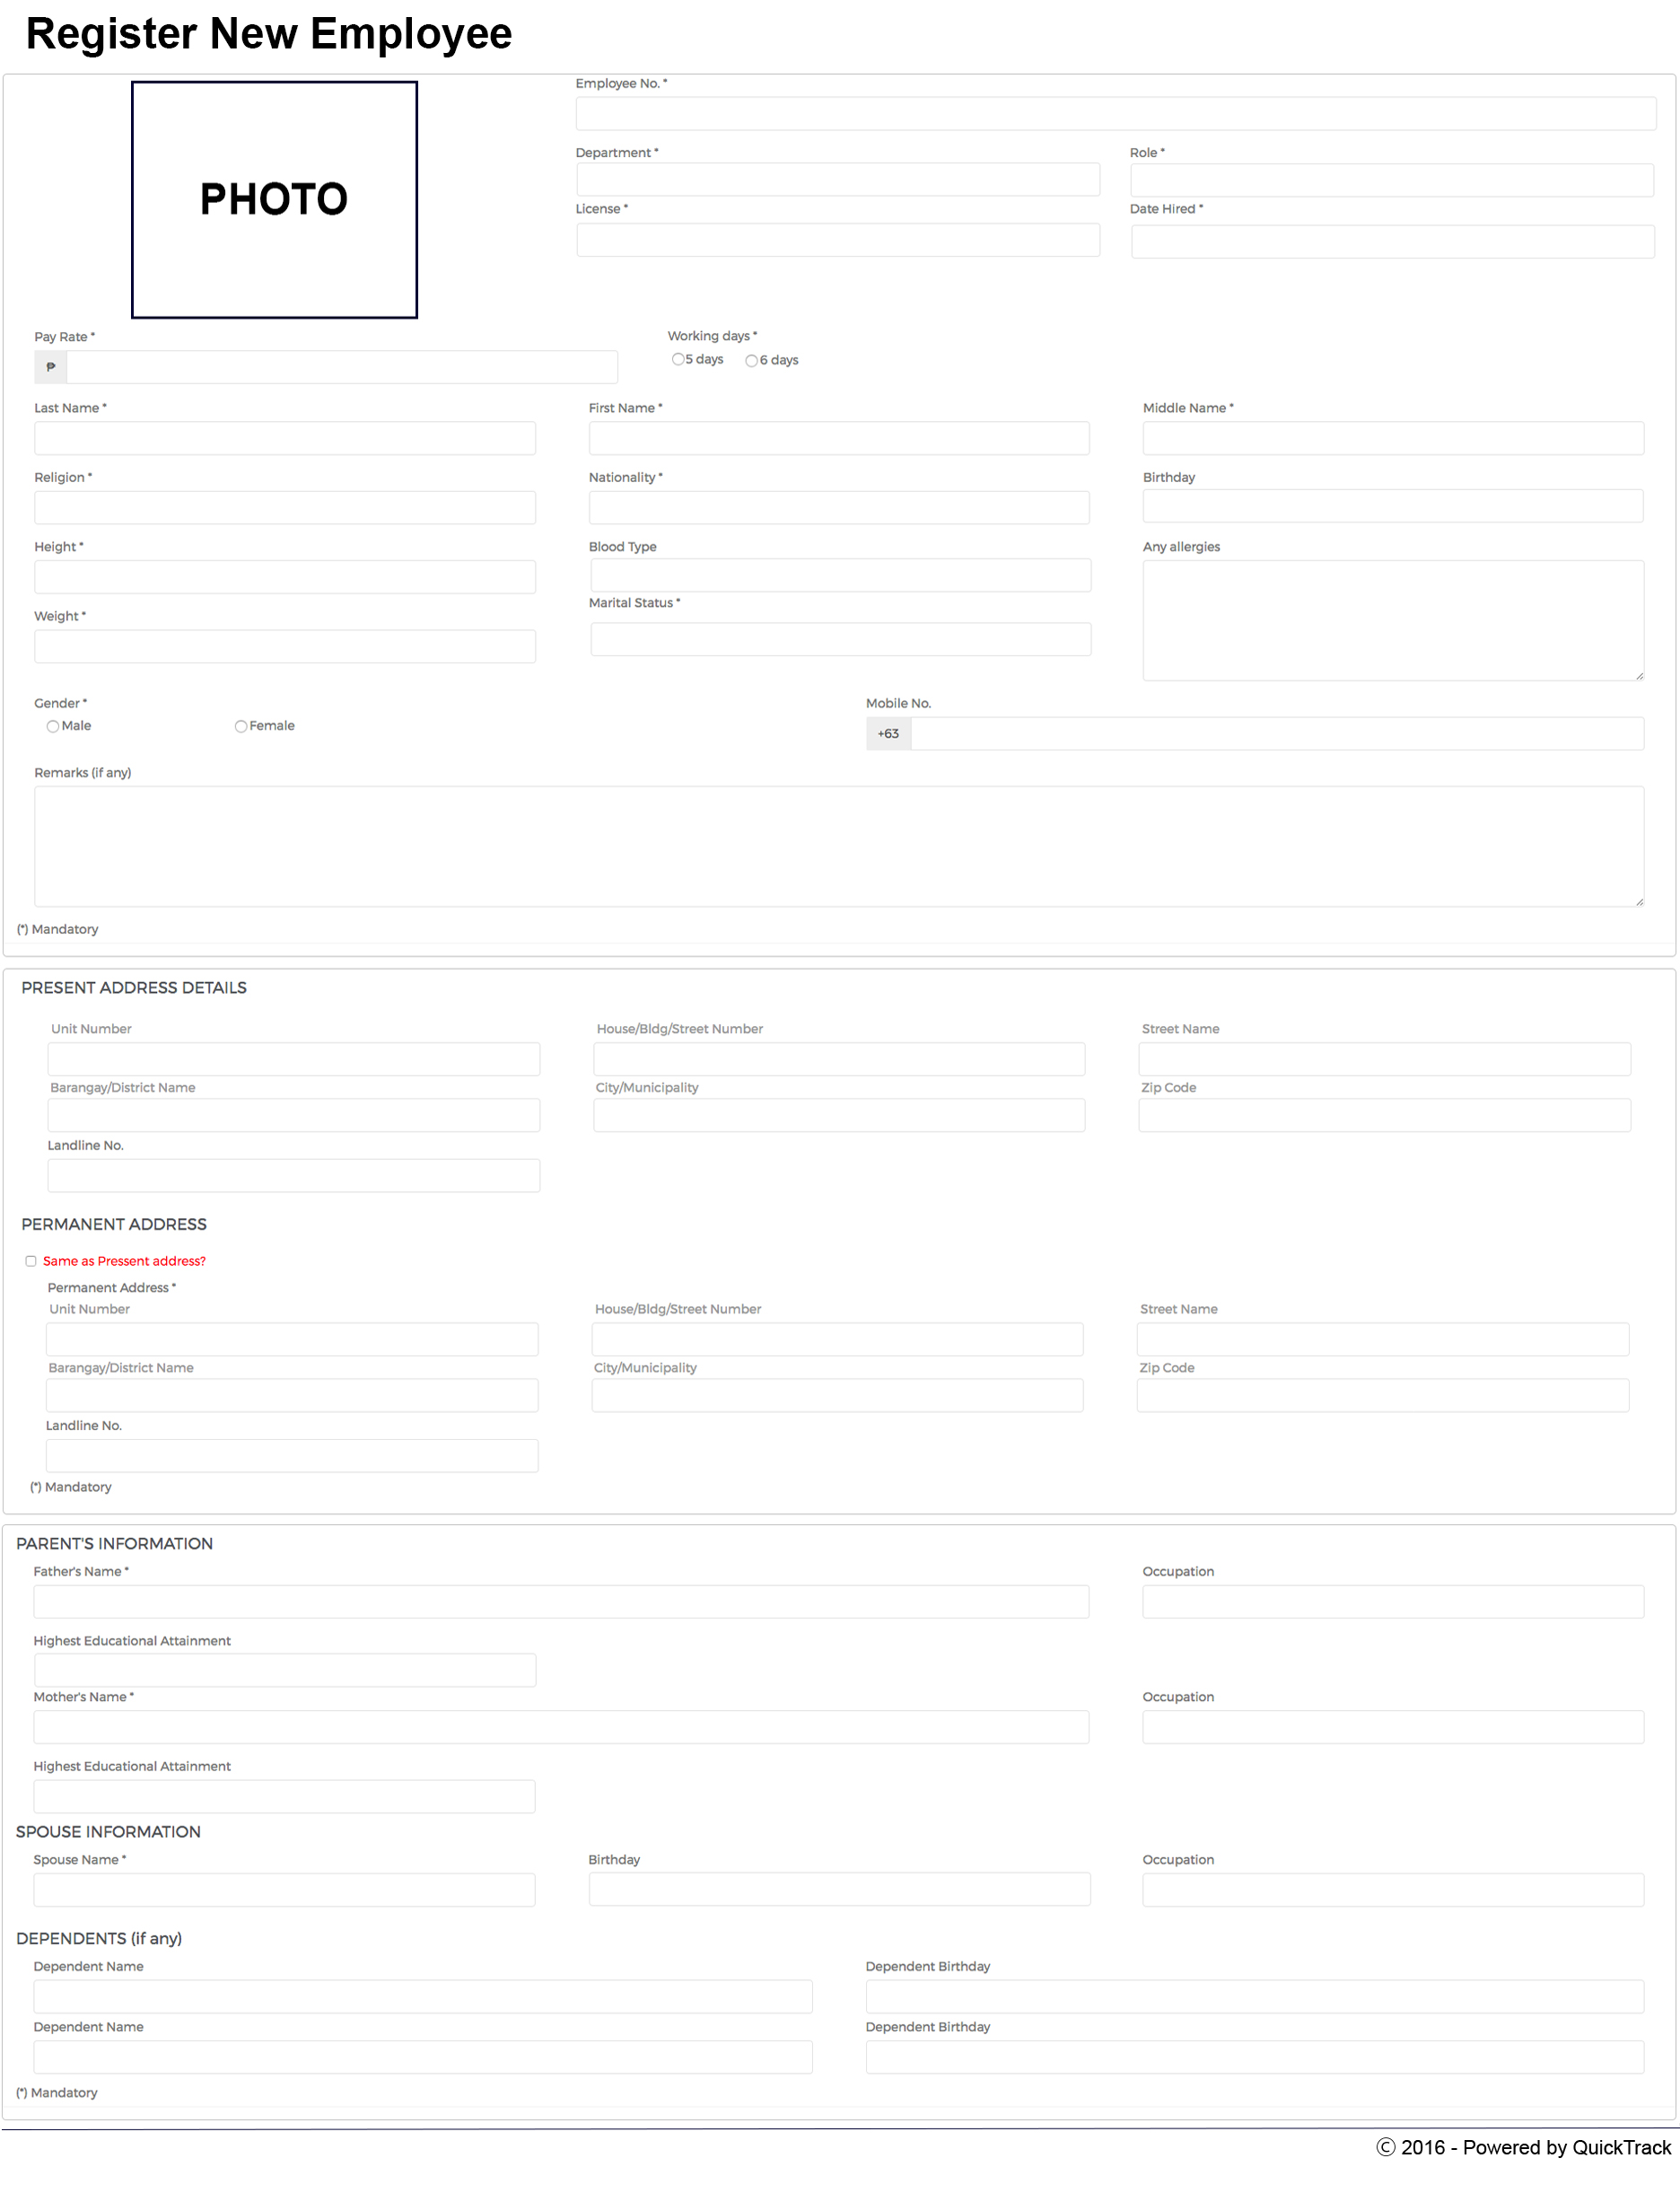 Register New Employee
PHOTO
Employee No. *
Department *
Role *
License *
Date Hired *
Pay Rate *
Working days *
₱
5 days
6 days
Last Name *
First Name *
Middle Name *
Religion *
Nationality *
Birthday
Height *
Blood Type
Any allergies
Marital Status *
Weight *
Gender *
Mobile No.
Male
Female
+63
Remarks (if any)
(*) Mandatory
PRESENT ADDRESS DETAILS
Unit Number
House/Bldg/Street Number
Street Name
Barangay/District Name
City/Municipality
Zip Code
Landline No.
PERMANENT ADDRESS
Same as Pressent address?
Permanent Address *
Unit Number
House/Bldg/Street Number
Street Name
Barangay/District Name
City/Municipality
Zip Code
Landline No.
(*) Mandatory
PARENT'S INFORMATION
Father's Name *
Occupation
Highest Educational Attainment
Mother's Name *
Occupation
Highest Educational Attainment
SPOUSE INFORMATION
Spouse Name *
Birthday
Occupation
DEPENDENTS (if any)
Dependent Name
Dependent Birthday
Dependent Name
Dependent Birthday
(*) Mandatory
© 2016 - Powered by QuickTrack